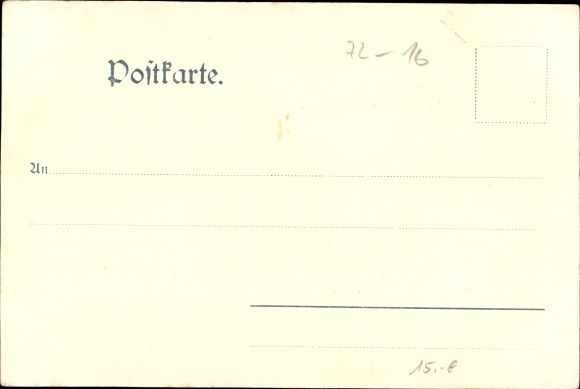 72-16
Postkarte.
An
15.-€